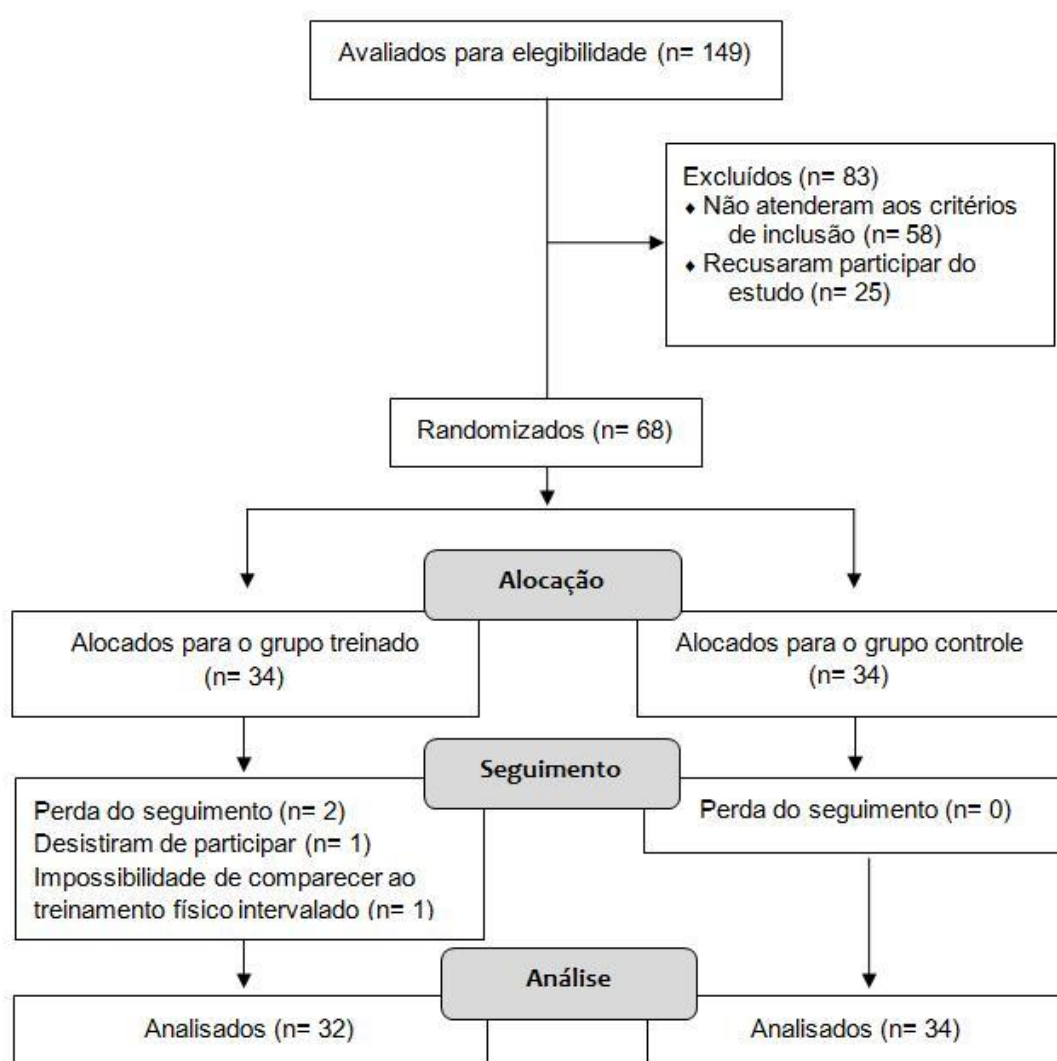 Avaliados para elegibilidade (n= 149)
Excluídos (n= 83)
♦ Não atenderam aos critérios
de inclusão (n= 58)
♦ Recusaram participar do
estudo (n= 25)
Randomizados (n= 68)
Alocação
Alocados para o grupo treinado
(n= 34)
Alocados para o grupo controle
(n= 34)
Seguimento
Perda do seguimento (n= 2)
Desistiram de participar (n= 1)
Impossibilidade de comparecer ao
treinamento físico intervalado (n= 1)
Perda do seguimento (n= 0)
Análise
Analisados (n= 32)
Analisados (n= 34)